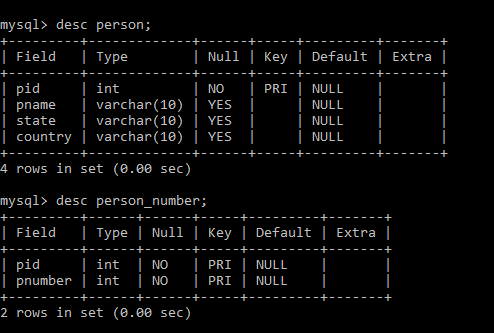 mysql> desc person;
+---------+-------------+------+-----+---------+-------+
| Field   | Type        | Null | Key | Default | Extra |
+---------+-------------+------+-----+---------+-------+
| pid     | int         | NO   | PRI | NULL    |       |
| pname   | varchar(10) | YES  |     | NULL    |       |
| state   | varchar(10) | YES  |     | NULL    |       |
| country | varchar(10) | YES  |     | NULL    |       |
+---------+-------------+------+-----+---------+-------+
4 rows in set (0.00 sec)

mysql> desc person_number;
+---------+------+------+-----+---------+-------+
| Field   | Type | Null | Key | Default | Extra |
+---------+------+------+-----+---------+-------+
| pid     | int  | NO   | PRI | NULL    |       |
| pnumber | int  | NO   | PRI | NULL    |       |
+---------+------+------+-----+---------+-------+
2 rows in set (0.00 sec)